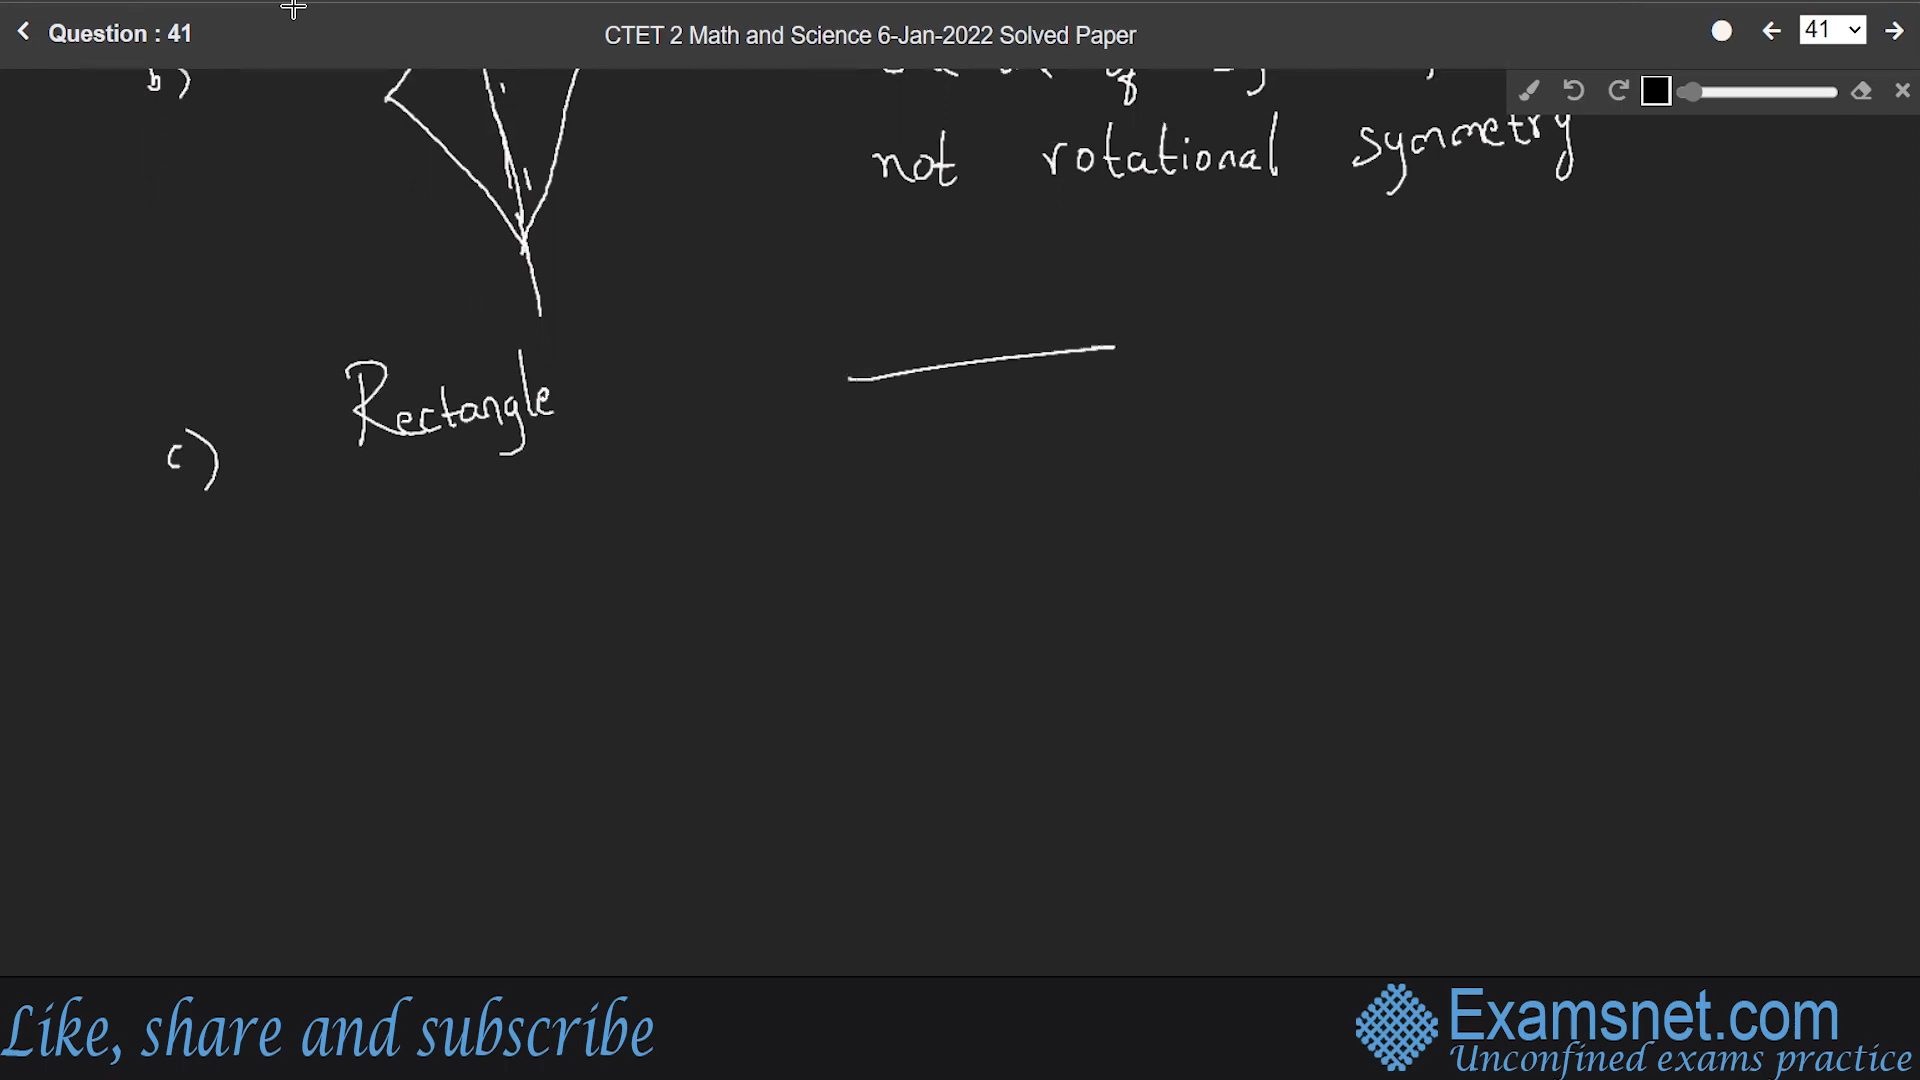 Question : 41
CTET 2 Math and Science 6-Jan-2022 Solved Paper
41
b)
not rotational symmetry
Rectangle
c)
Like, share and subscribe
Examsnet.com
Unconfined exams practice